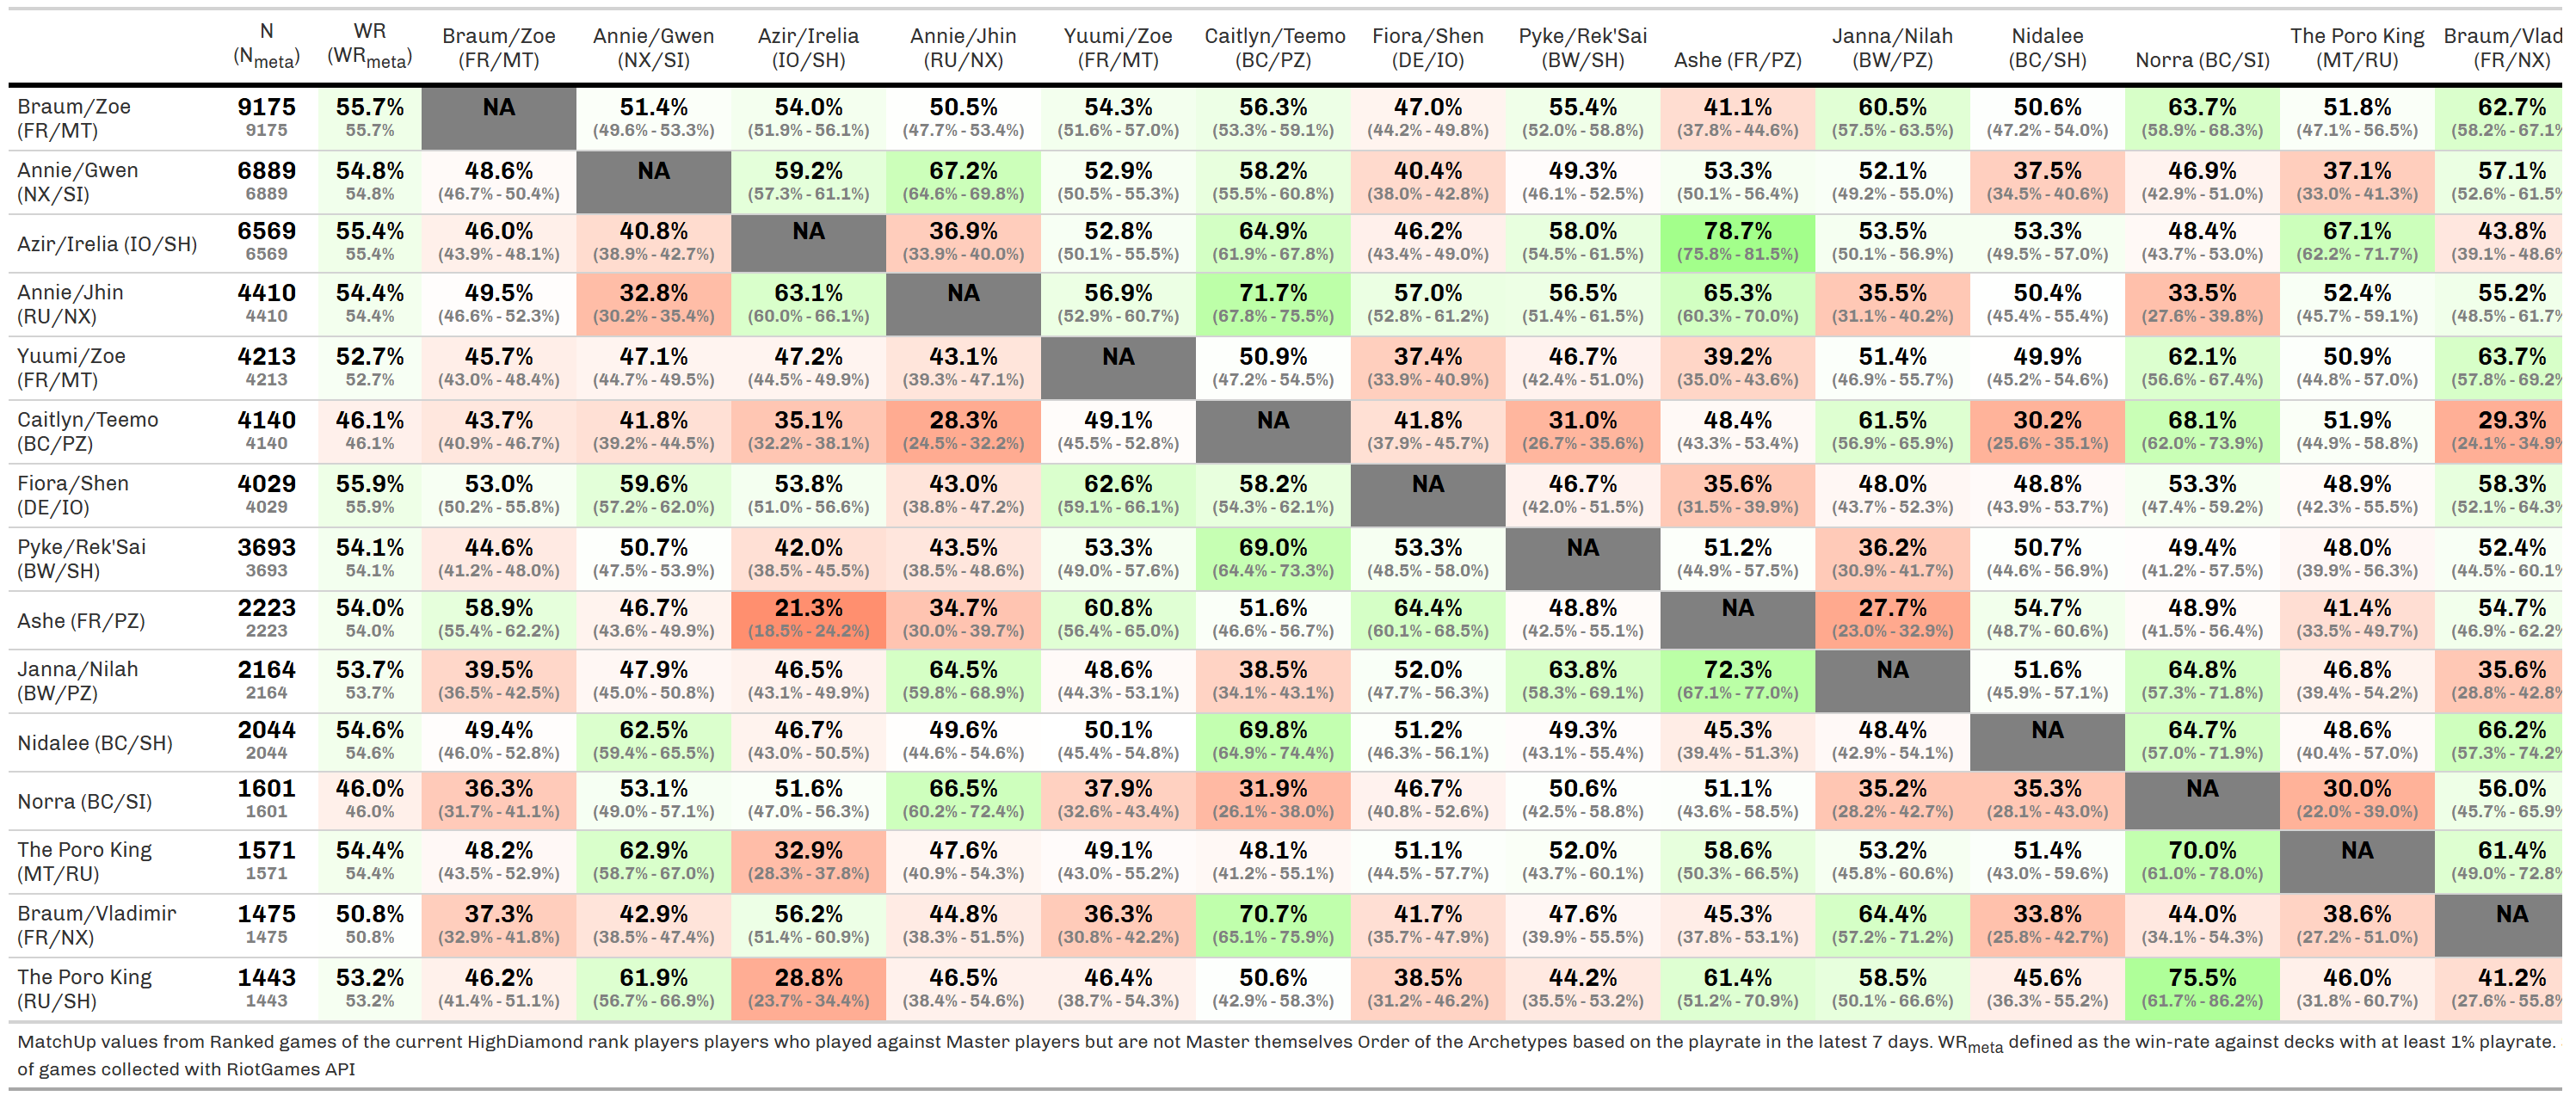 N WR Braum/Zoe Annie/Gwen Azir/Irelia Annie/Jhin Yuumi/Zoe Caitlyn/Teemo Fiora/Shen Pyke/Rek'Sai Ashe (FR/PZ) Janna/Nilah Nidalee Norra (BC/SI) The Poro King Braum/Vlad
(Nmeta) (WRmeta) (FR/MT) (NX/SI) (IO/SH) (RU/NX) (FR/MT) (BC/PZ) (DE/IO) (BW/SH) (BW/PZ) (BC/SH) (MT/RU) (FR/NX)
Braum/Zoe 9175 55.7% NA 51.4% 54.0% 50.5% 54.3% 56.3% 47.0% 55.4% 41.1% 60.5% 50.6% 63.7% 51.8% 62.7%
(FR/MT) 9175 55.7% (49.6% - 53.3%) (51.9% - 56.1%) (47.7% - 53.4%) (51.6% - 57.0%) (53.3% - 59.1%) (44.2% - 49.8%) (52.0% - 58.8%) (37.8% - 44.6%) (57.5% - 63.5%) (47.2% - 54.0%) (58.9% - 68.3%) (47.1% - 56.5%) (58.2% - 67.1%
Annie/Gwen 6889 54.8% 48.6% NA 59.2% 67.2% 52.9% 58.2% 40.4% 49.3% 53.3% 52.1% 37.5% 46.9% 37.1% 57.1%
(NX/SI) 6889 54.8% (46.7% - 50.4%) (57.3% - 61.1%) (64.6% - 69.8%) (50.5% - 55.3%) (55.5% - 60.8%) (38.0% - 42.8%) (46.1% - 52.5%) (50.1% - 56.4%) (49.2% - 55.0%) (34.5% - 40.6%) (42.9% - 51.0%) (33.0% - 41.3%) (52.6% - 61.5%
Azir/Irelia (IO/SH) 6569 55.4% 46.0% 40.8% NA 36.9% 52.8% 64.9% 46.2% 58.0% 78.7% 53.5% 53.3% 48.4% 67.1% 43.8%
6569 55.4% (43.9% - 48.1%) (38.9% - 42.7%) (33.9% - 40.0%) (50.1% - 55.5%) (61.9% - 67.8%) (43.4% - 49.0%) (54.5% - 61.5%) (75.8% - 81.5%) (50.1% - 56.9%) (49.5% - 57.0%) (43.7% - 53.0%) (62.2% - 71.7%) (39.1% - 48.6%
Annie/Jhin 4410 54.4% 49.5% 32.8% 63.1% NA 56.9% 71.7% 57.0% 56.5% 65.3% 35.5% 50.4% 33.5% 52.4% 55.2%
(RU/NX) 4410 54.4% (46.6% - 52.3%) (30.2% - 35.4%) (60.0% - 66.1%) (52.9% - 60.7%) (67.8% - 75.5%) (52.8% - 61.2%) (51.4% - 61.5%) (60.3% - 70.0%) (31.1% - 40.2%) (45.4% - 55.4%) (27.6% - 39.8%) (45.7% - 59.1%) (48.5% - 61.7%
Yuumi/Zoe 4213 52.7% 45.7% 47.1% 47.2% 43.1% NA 50.9% 37.4% 46.7% 39.2% 51.4% 49.9% 62.1% 50.9% 63.7%
(FR/MT) 4213 52.7% (43.0% - 48.4%) (44.7% - 49.5%) (44.5% - 49.9%) (39.3% - 47.1%) (47.2% - 54.5%) (33.9% - 40.9%) (42.4% - 51.0%) (35.0% - 43.6%) (46.9% - 55.7%) (45.2% - 54.6%) (56.6% - 67.4%) (44.8% - 57.0%) (57.8% - 69.2%
Caitlyn/Teemo 4140 46.1% 43.7% 41.8% 35.1% 28.3% 49.1% NA 41.8% 31.0% 48.4% 61.5% 30.2% 68.1% 51.9% 29.3%
(BC/PZ) 4140 46.1% (40.9% - 46.7%) (39.2% - 44.5%) (32.2% - 38.1%) (24.5% - 32.2%) (45.5% - 52.8%) (37.9% - 45.7%) (26.7% - 35.6%) (43.3% - 53.4%) (56.9% - 65.9%) (25.6% - 35.1%) (62.0% - 73.9%) (44.9% - 58.8%) (24.1% - 34.9%
Fiora/Shen 4029 55.9% 53.0% 59.6% 53.8% 43.0% 62.6% 58.2% NA 46.7% 35.6% 48.0% 48.8% 53.3% 48.9% 58.3%
(DE/IO) 4029 55.9% (50.2% - 55.8%) (57.2% - 62.0%) (51.0% - 56.6%) (38.8% - 47.2%) (59.1% - 66.1%) (54.3% - 62.1%) (42.0% - 51.5%) (31.5% - 39.9%) (43.7% - 52.3%) (43.9% - 53.7%) (47.4% - 59.2%) (42.3% - 55.5%) (52.1% - 64.3%
Pyke/Rek'Sai 3693 54.1% 44.6% 50.7% 42.0% 43.5% 53.3% 69.0% 53.3% NA 51.2% 36.2% 50.7% 49.4% 48.0% 52.4%
(BW/SH) 3693 54.1% (41.2% - 48.0%) (47.5% - 53.9%) (38.5% - 45.5%) (38.5% - 48.6%) (49.0% - 57.6%) (64.4% - 73.3%) (48.5% - 58.0%) (44.9% - 57.5%) (30.9% - 41.7%) (44.6% - 56.9%) (41.2% - 57.5%) (39.9% - 56.3%) (44.5% - 60.1%
Ashe (FR/PZ) 2223 54.0% 58.9% 46.7% 21.3% 34.7% 60.8% 51.6% 64.4% 48.8% NA 27.7% 54.7% 48.9% 41.4% 54.7%
2223 54.0% (55.4% - 62.2%) (43.6% - 49.9%) (18.5% - 24.2%) (30.0% - 39.7%) (56.4% - 65.0%) (46.6% - 56.7%) (60.1% - 68.5%) (42.5% - 55.1%) (23.0% - 32.9%) (48.7% - 60.6%) (41.5% - 56.4%) (33.5% - 49.7%) (46.9% - 62.2%
Janna/Nilah 2164 53.7% 39.5% 47.9% 46.5% 64.5% 48.6% 38.5% 52.0% 63.8% 72.3% NA 51.6% 64.8% 46.8% 35.6%
(BW/PZ) 2164 53.7% (36.5% - 42.5%) (45.0% - 50.8%) (43.1% - 49.9%) (59.8% - 68.9%) (44.3% - 53.1%) (34.1% - 43.1%) (47.7% - 56.3%) (58.3% - 69.1%) (67.1% - 77.0%) (45.9% - 57.1%) (57.3% - 71.8%) (39.4% - 54.2%) (28.8% - 42.8%
Nidalee (BC/SH) 2044 54.6% 49.4% 62.5% 46.7% 49.6% 50.1% 69.8% 51.2% 49.3% 45.3% 48.4% NA 64.7% 48.6% 66.2%
2044 54.6% (46.0% - 52.8%) (59.4% - 65.5%) (43.0% - 50.5%) (44.6% - 54.6%) (45.4% - 54.8%) (64.9% - 74.4%) (46.3% - 56.1%) (43.1% - 55.4%) (39.4% - 51.3%) (42.9% - 54.1%) (57.0% - 71.9%) (40.4% - 57.0%) (57.3% - 74.2%
Norra (BC/SI) 1601 46.0% 36.3% 53.1% 51.6% 66.5% 37.9% 31.9% 46.7% 50.6% 51.1% 35.2% 35.3% NA 30.0% 56.0%
1601 46.0% (31.7% - 41.1%) (49.0% - 57.1%) (47.0% - 56.3%) (60.2% - 72.4%) (32.6% - 43.4%) (26.1% - 38.0%) (40.8% - 52.6%) (42.5% - 58.8%) (43.6% - 58.5%) (28.2% - 42.7%) (28.1% - 43.0%) (22.0% - 39.0%) (45.7% - 65.9%
The Poro King 1571 54.4% 48.2% 62.9% 32.9% 47.6% 49.1% 48.1% 51.1% 52.0% 58.6% 53.2% 51.4% 70.0% NA 61.4%
(MT/RU) 1571 54.4% (43.5% - 52.9%) (58.7% - 67.0%) (28.3% - 37.8%) (40.9% - 54.3%) (43.0% - 55.2%) (41.2% - 55.1%) (44.5% - 57.7%) (43.7% - 60.1%) (50.3% - 66.5%) (45.8% - 60.6%) (43.0% - 59.6%) (61.0% - 78.0%) (49.0% - 72.8%
Braum/Vladimir 1475 50.8% 37.3% 42.9% 56.2% 44.8% 36.3% 70.7% 41.7% 47.6% 45.3% 64.4% 33.8% 44.0% 38.6% NA
(FR/NX) 1475 50.8% (32.9% - 41.8%) (38.5% - 47.4%) (51.4% - 60.9%) (38.3% - 51.5%) (30.8% - 42.2%) (65.1% - 75.9%) (35.7% - 47.9%) (39.9% - 55.5%) (37.8% - 53.1%) (57.2% - 71.2%) (25.8% - 42.7%) (34.1% - 54.3%) (27.2% - 51.0%)
The Poro King 1443 53.2% 46.2% 61.9% 28.8% 46.5% 46.4% 50.6% 38.5% 44.2% 61.4% 58.5% 45.6% 75.5% 46.0% 41.2%
(RU/SH) 1443 53.2% (41.4% - 51.1%) (56.7% - 66.9%) (23.7% - 34.4%) (38.4% - 54.6%) (38.7% - 54.3%) (42.9% - 58.3%) (31.2% - 46.2%) (35.5% - 53.2%) (51.2% - 70.9%) (50.1% - 66.6%) (36.3% - 55.2%) (61.7% - 86.2%) (31.8% - 60.7%) (27.6% - 55.8%
MatchUp values from Ranked games of the current HighDiamond rank players players who played against Master players but are not Master themselves Order of the Archetypes based on the playrate in the latest 7 days. WRmeta defined as the win-rate against decks with at least 1% playrate.
of games collected with RiotGames API